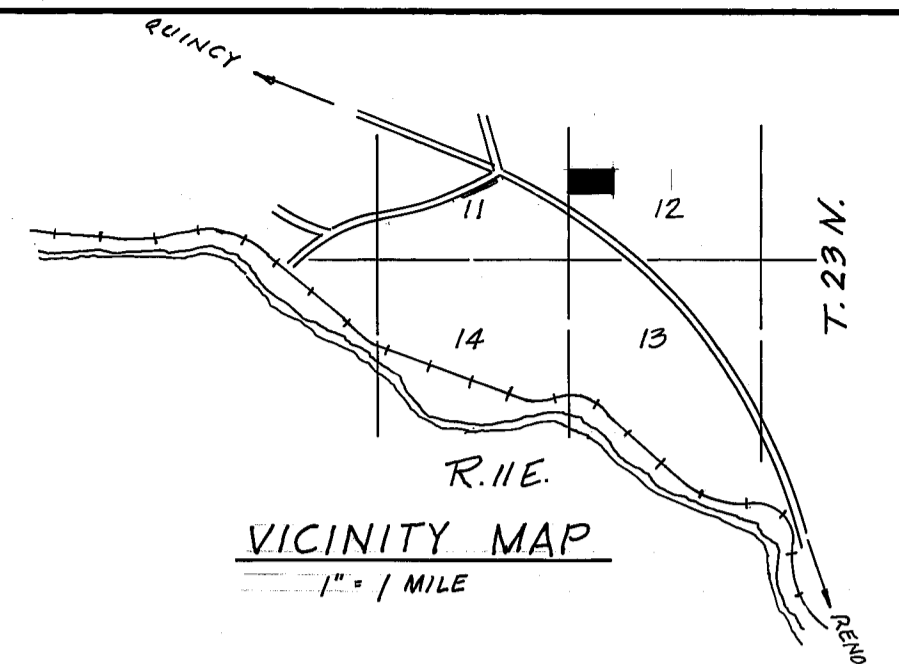 QUINCY
11
12
T. 23 N.
14
13
R. 11 E.
VICINITY MAP
1" = 1 MILE
RENO